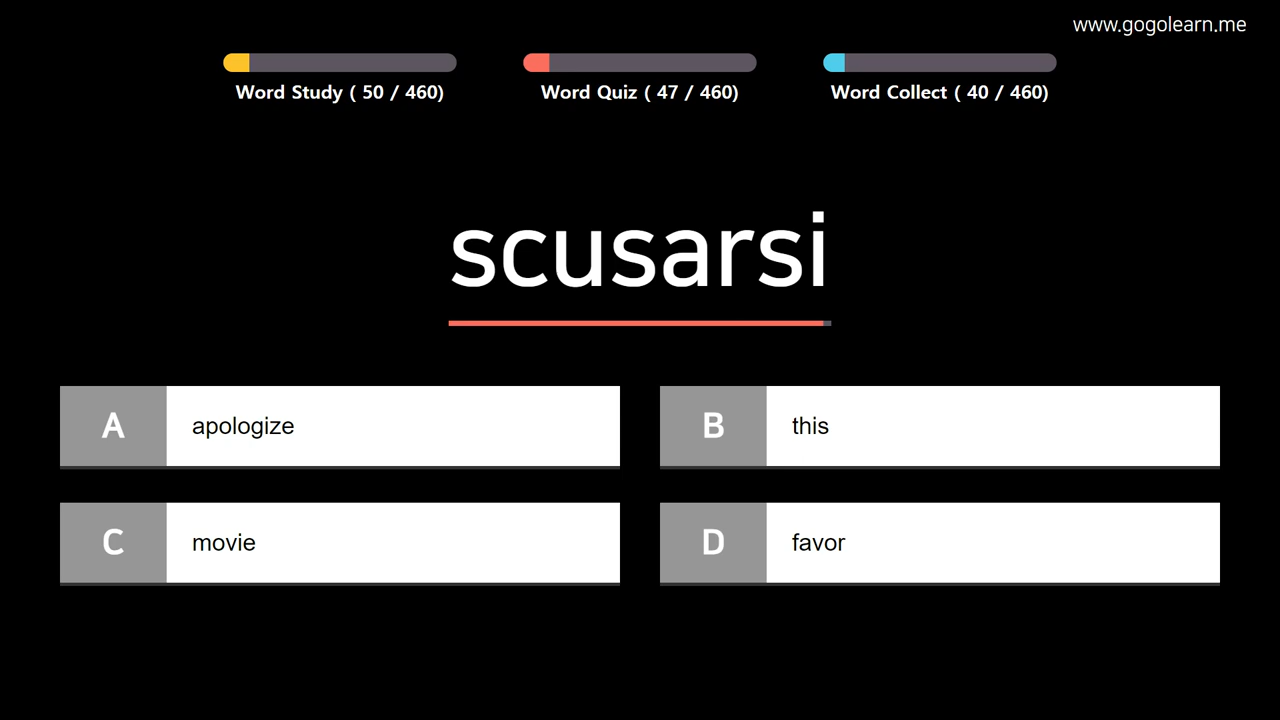 www.gogolearn.me
Word Study ( 50 / 460)
Word Quiz ( 47 / 460)
Word Collect ( 40 / 460)
scusarsi
A apologize
B this
C movie
D favor